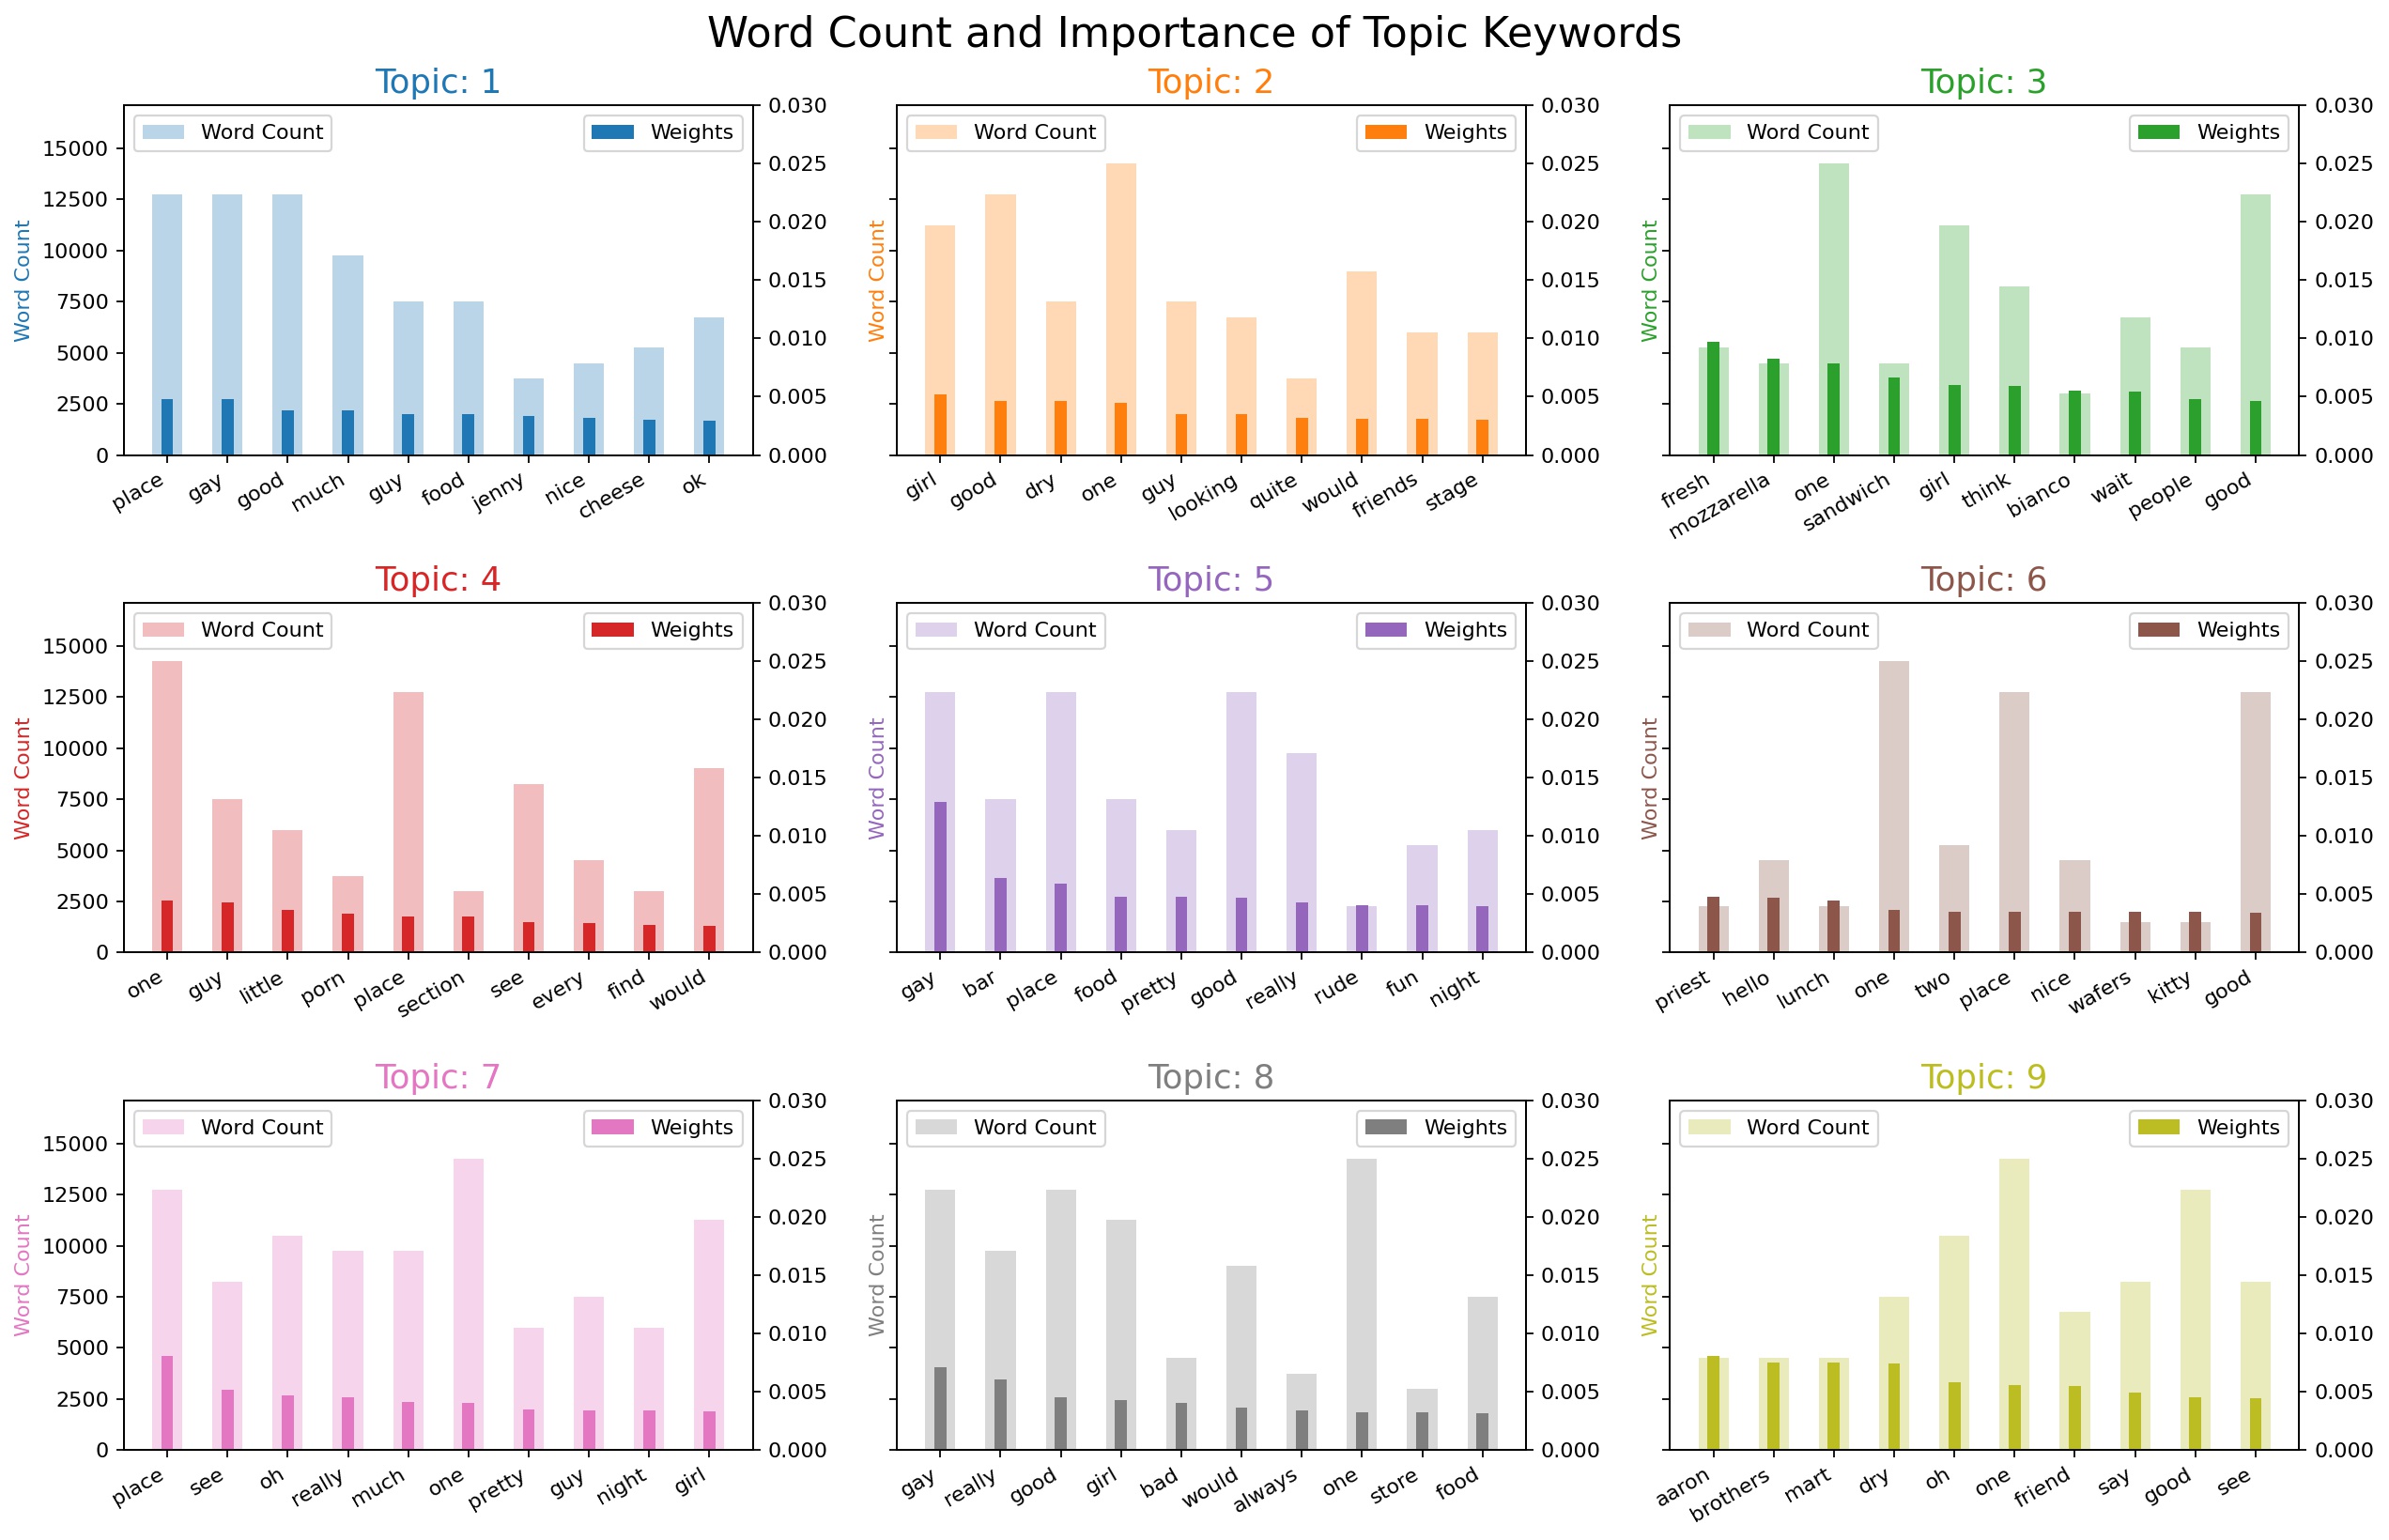 Word Count and Importance of Topic Keywords
Topic: 1
Word Count
Weights
Word Count
15000
12500
10000
7500
5000
2500
0
0.030
0.025
0.020
0.015
0.010
0.005
0.000
place gay good much guy food jenny nice cheese ok
Topic: 2
Word Count
Weights
Word Count
0.030
0.025
0.020
0.015
0.010
0.005
0.000
girl good dry one guy looking quite would friends stage
Topic: 3
Word Count
Weights
Word Count
0.030
0.025
0.020
0.015
0.010
0.005
0.000
fresh mozzarella one sandwich girl think bianco wait people good
Topic: 4
Word Count
Weights
Word Count
15000
12500
10000
7500
5000
2500
0
0.030
0.025
0.020
0.015
0.010
0.005
0.000
one guy little porn place section see every find would
Topic: 5
Word Count
Weights
Word Count
0.030
0.025
0.020
0.015
0.010
0.005
0.000
gay bar place food pretty good really rude fun night
Topic: 6
Word Count
Weights
Word Count
0.030
0.025
0.020
0.015
0.010
0.005
0.000
priest hello lunch one two place nice wafers kitty good
Topic: 7
Word Count
Weights
Word Count
15000
12500
10000
7500
5000
2500
0
0.030
0.025
0.020
0.015
0.010
0.005
0.000
place see oh really much one pretty guy night girl
Topic: 8
Word Count
Weights
Word Count
0.030
0.025
0.020
0.015
0.010
0.005
0.000
gay really good girl bad would always one store food
Topic: 9
Word Count
Weights
Word Count
0.030
0.025
0.020
0.015
0.010
0.005
0.000
aaron brothers mart dry oh one friend say good see